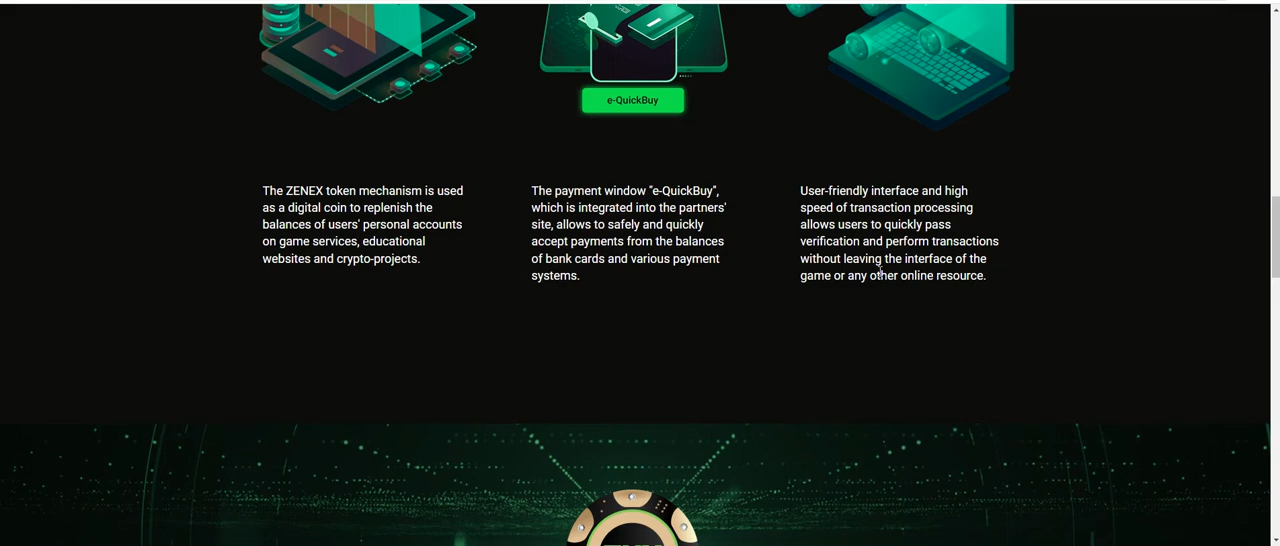 e-QuickBuy
The ZENEX token mechanism is used
as a digital coin to replenish the
balances of users' personal accounts
on game services, educational
websites and crypto-projects.
The payment window "e-QuickBuy",
which is integrated into the partners'
site, allows to safely and quickly
accept payments from the balances
of bank cards and various payment
systems.
User-friendly interface and high
speed of transaction processing
allows users to quickly pass
verification and perform transactions
without leaving the interface of the
game or any other online resource.